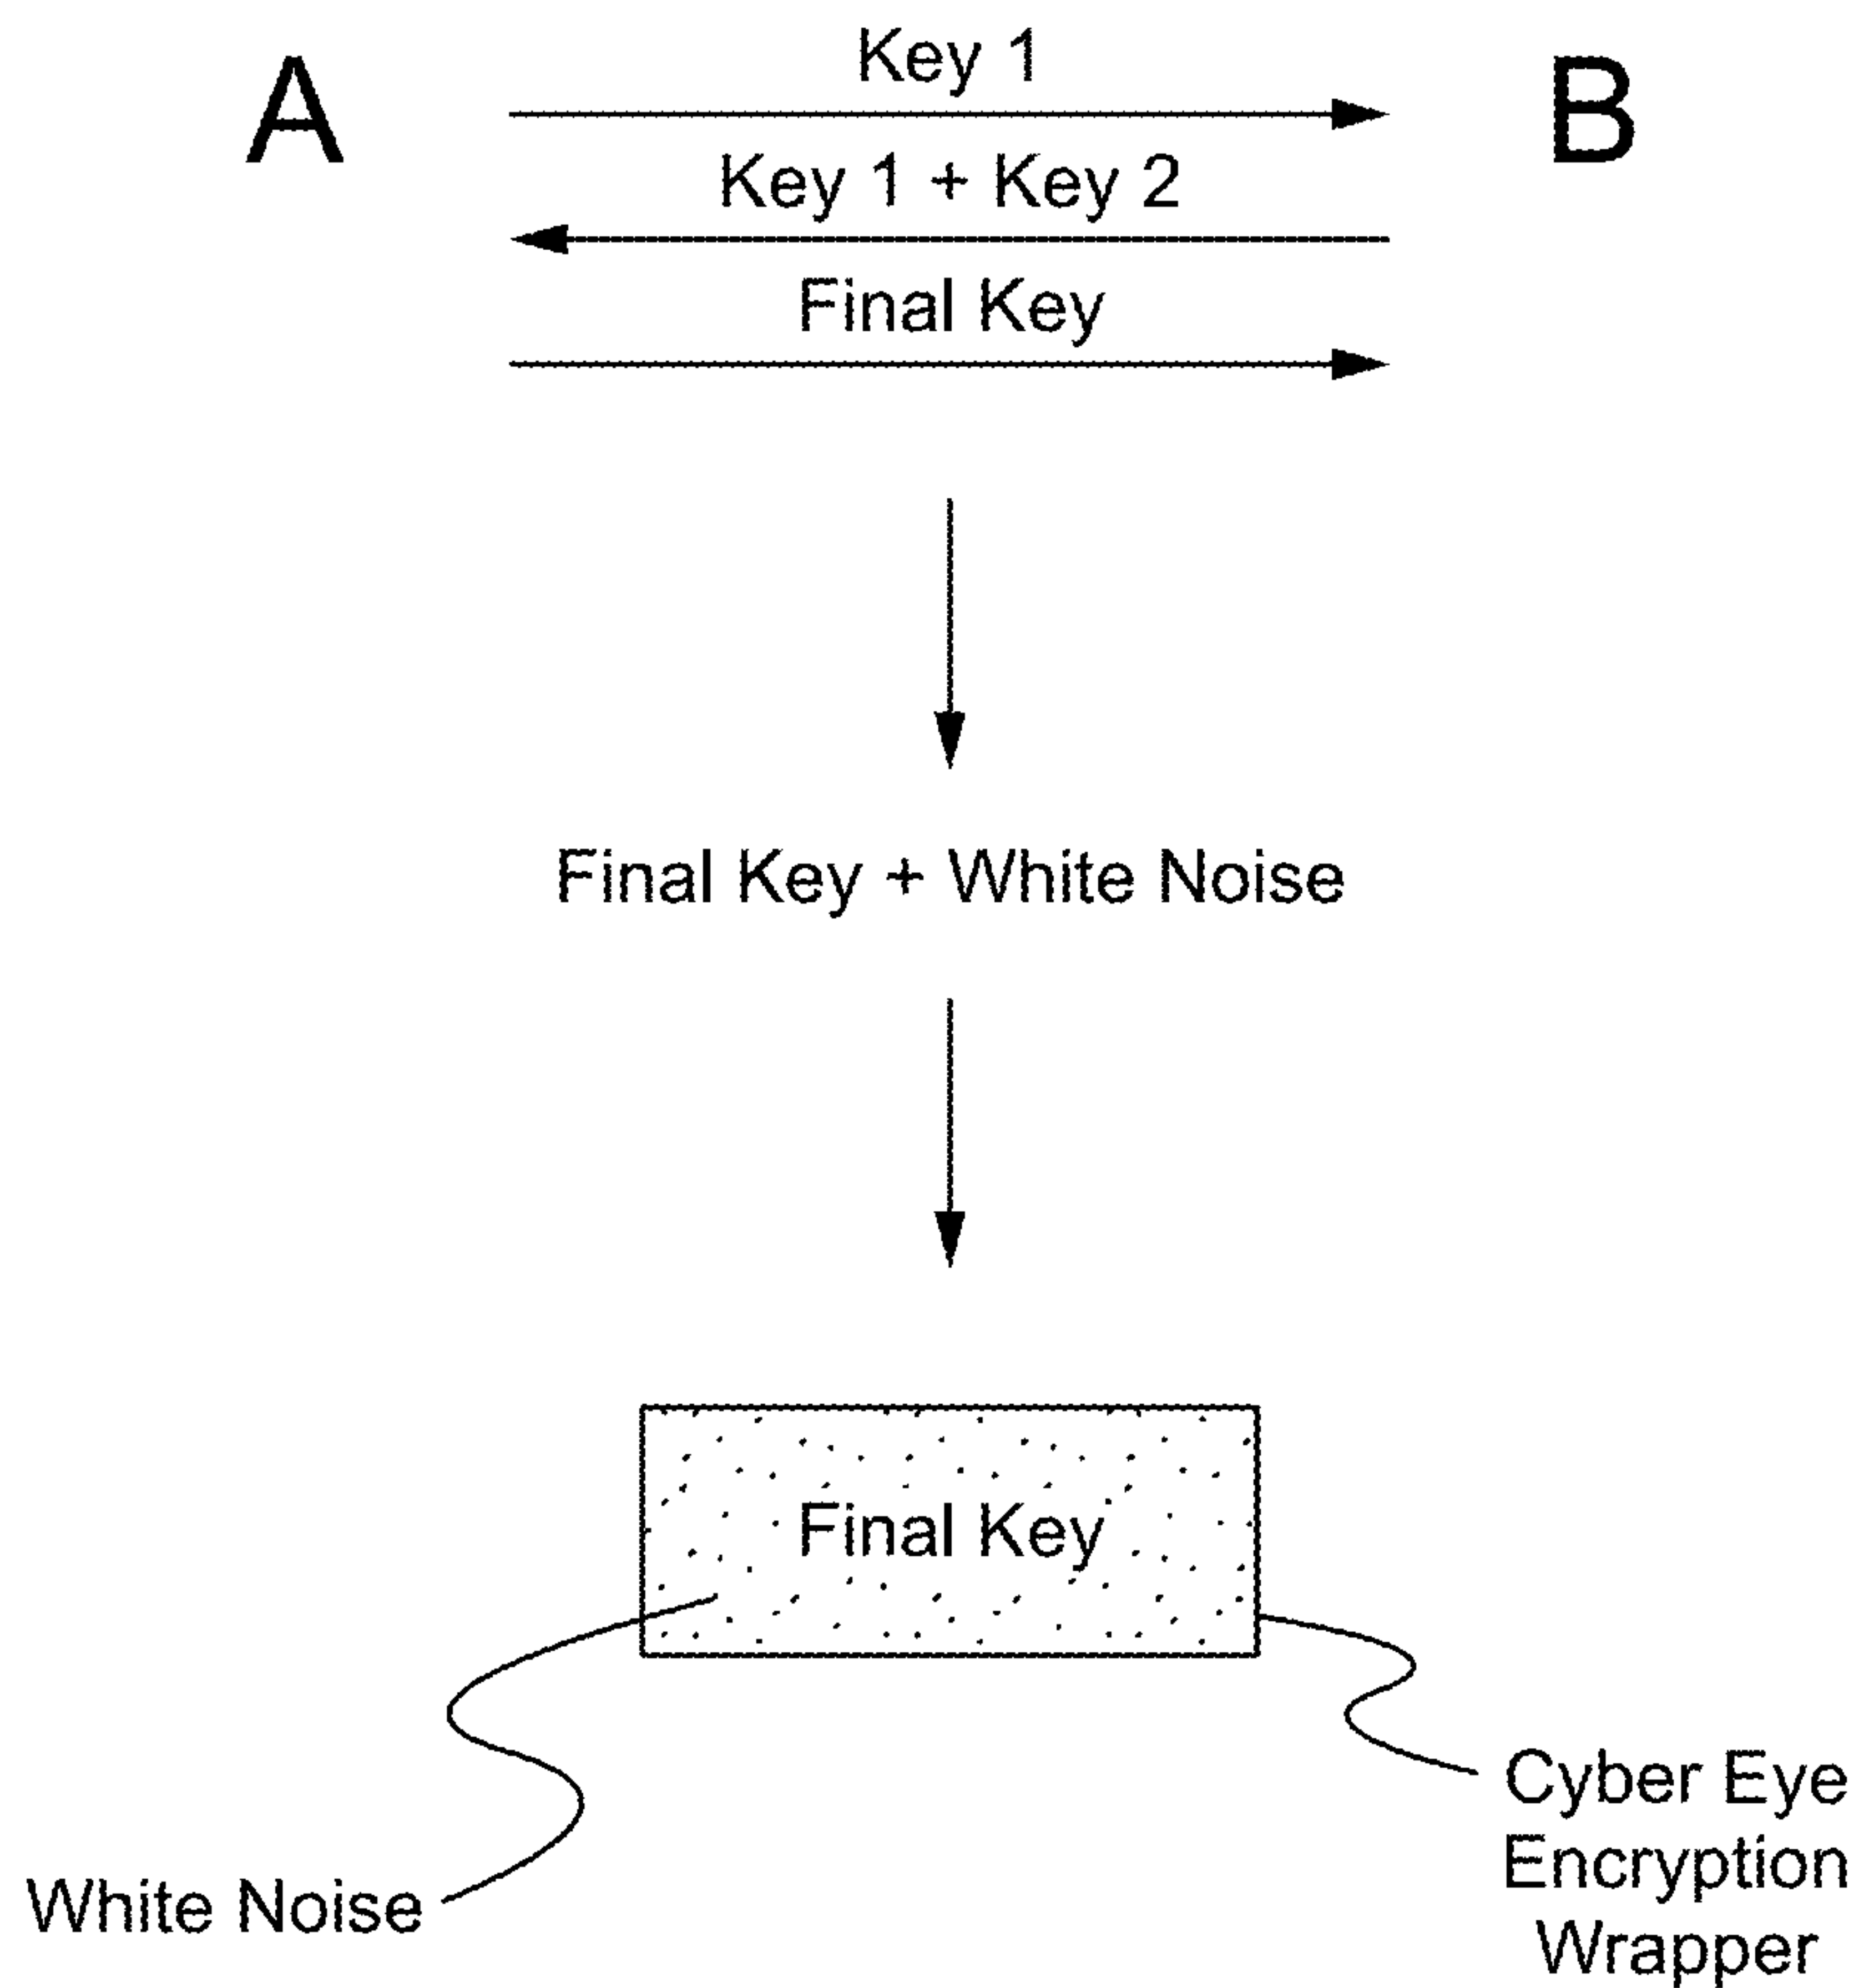 A
Key 1
B
Key 1 + Key 2
Final Key
Final Key + White Noise
Final Key
White Noise
Cyber Eye
Encryption
Wrapper